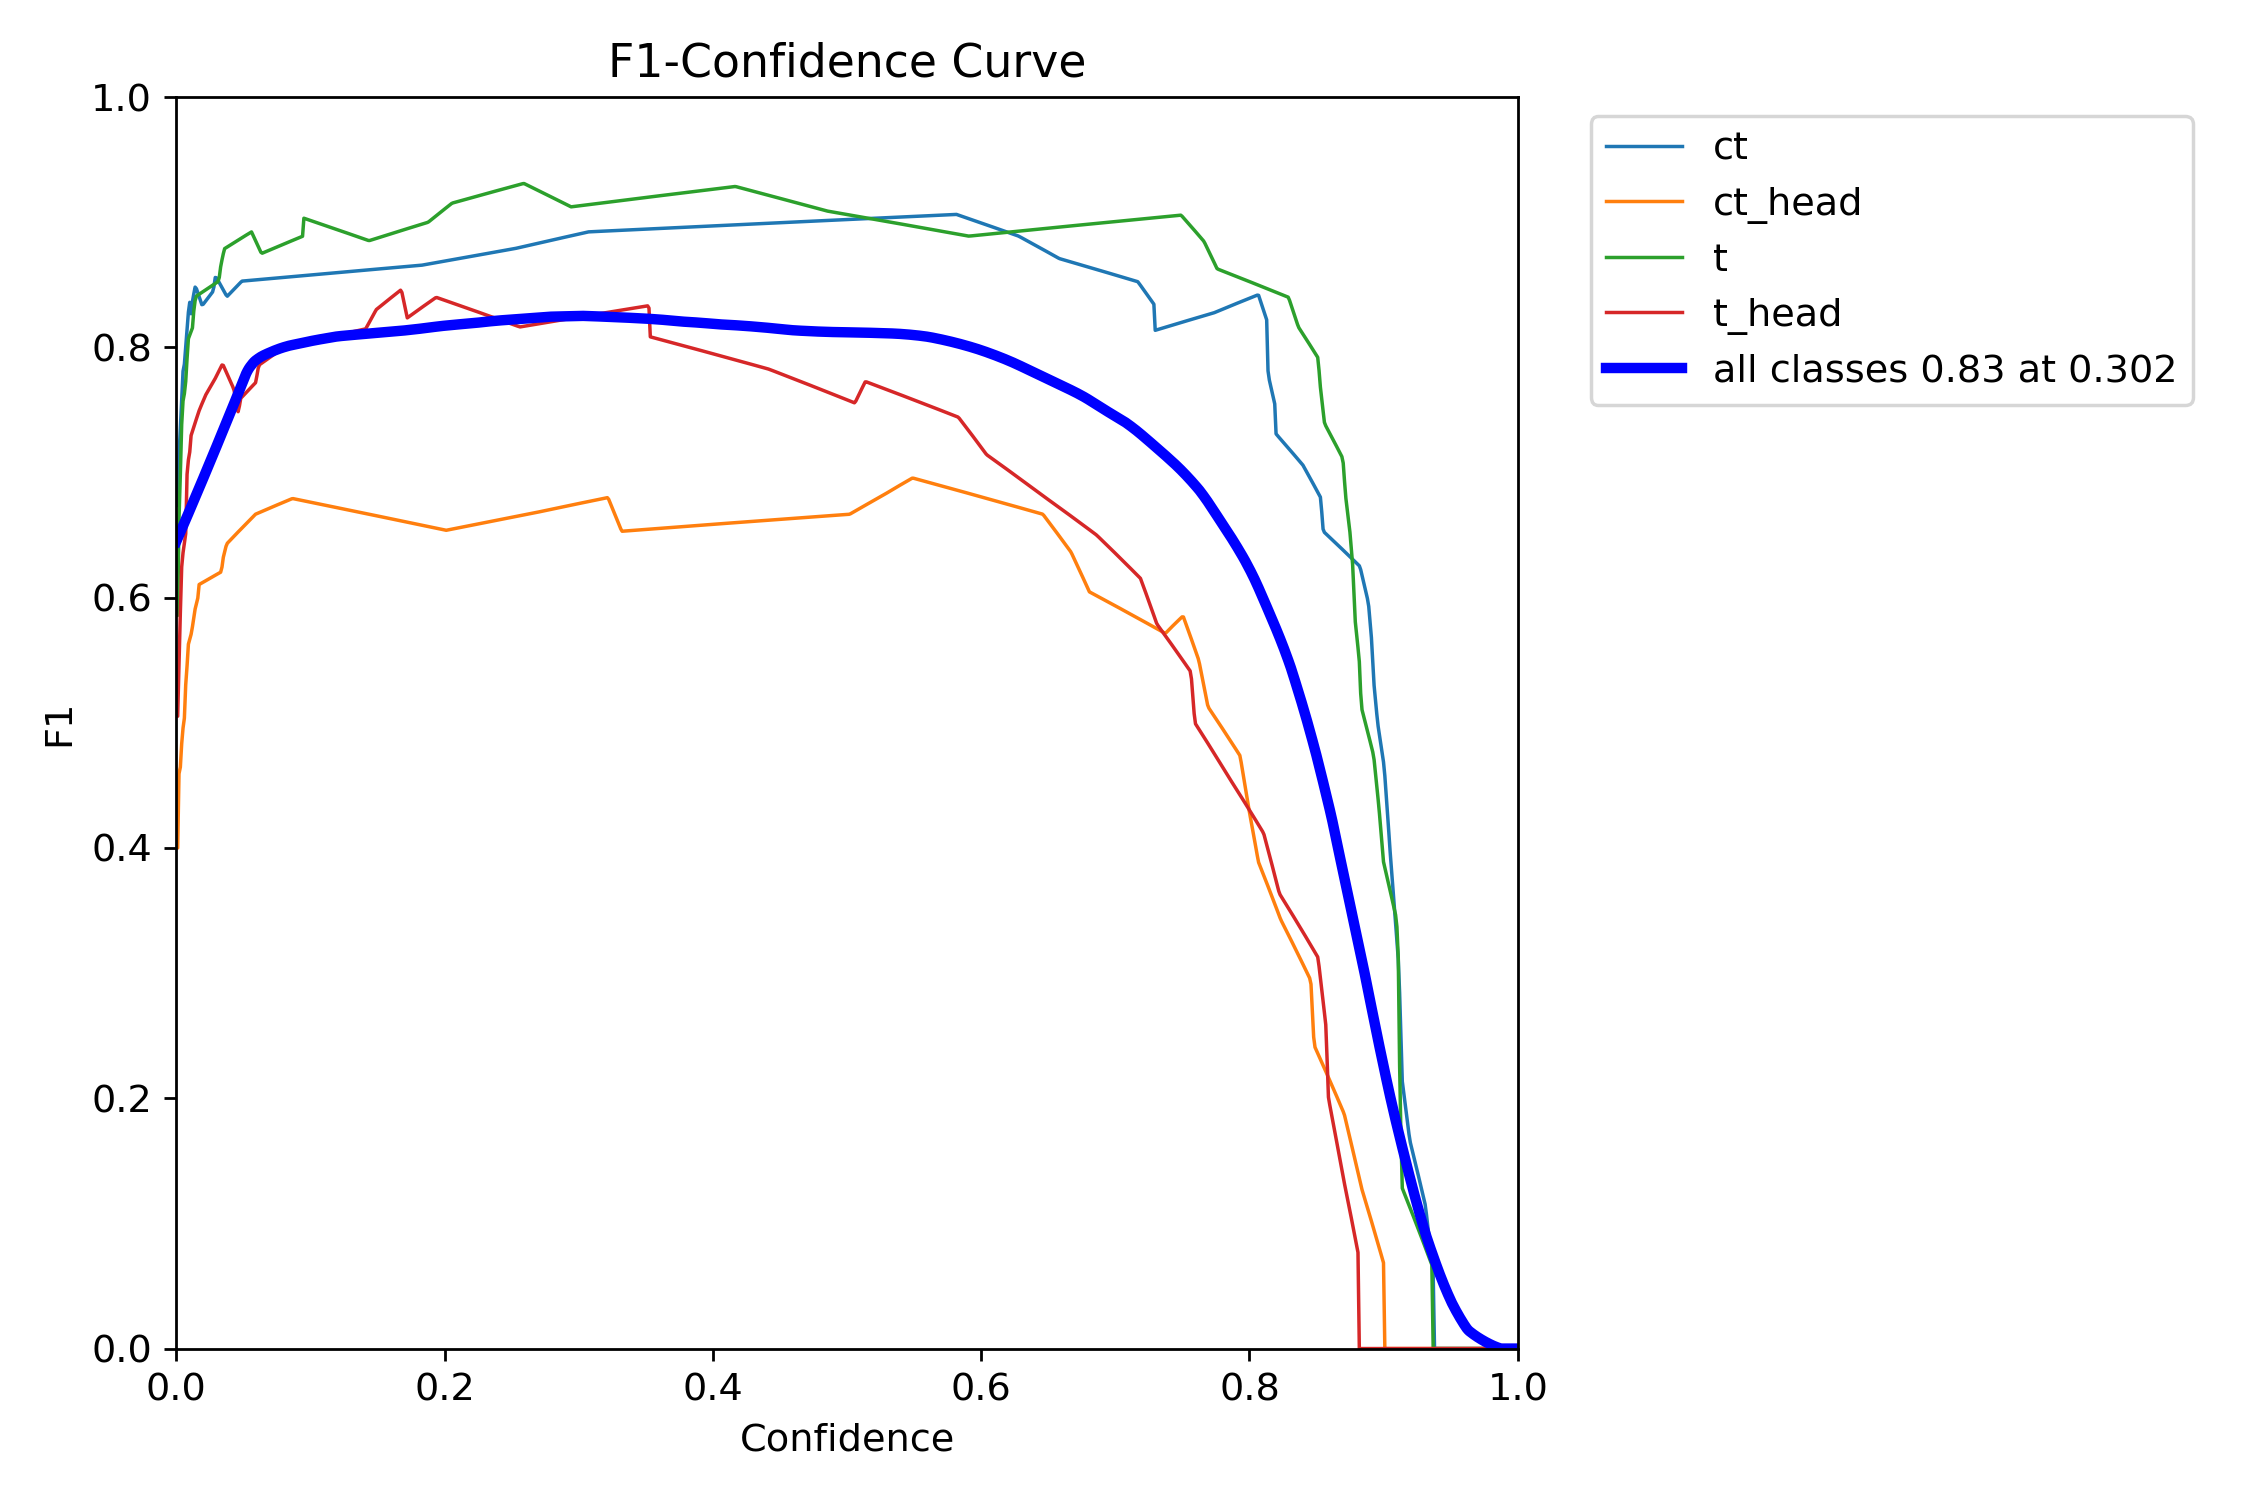 F1-Confidence Curve
1.0
0.8
0.6
0.4
0.2
0.0
F1
0.0 0.2 0.4 0.6 0.8 1.0
Confidence
ct
ct_head
t
t_head
all classes 0.83 at 0.302